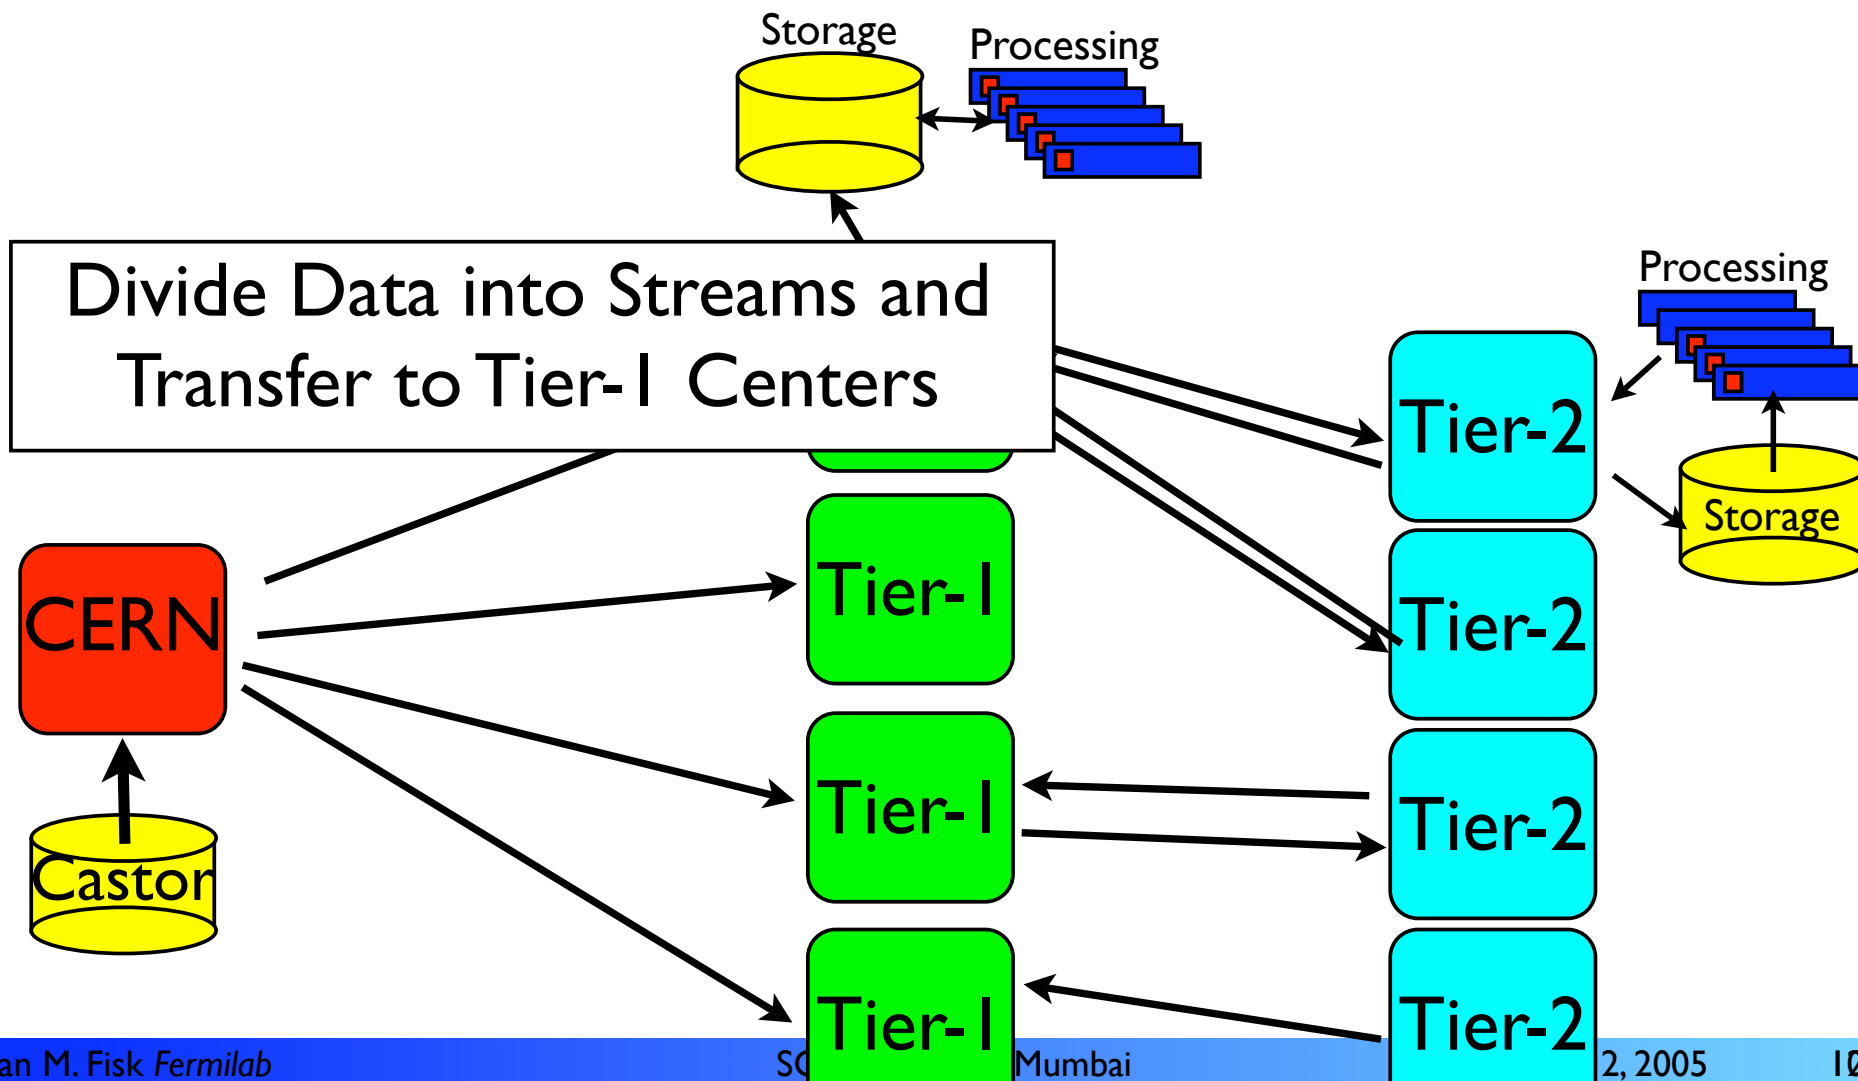 Storage
Processing
Divide Data into Streams and
Transfer to Tier-1 Centers
Processing
Tier-2
Storage
Tier-1
CERN
Tier-2
Tier-1
Tier-2
Castor
Tier-1
Tier-2
M. Fisk Fermilab
Mumbai
2, 2005